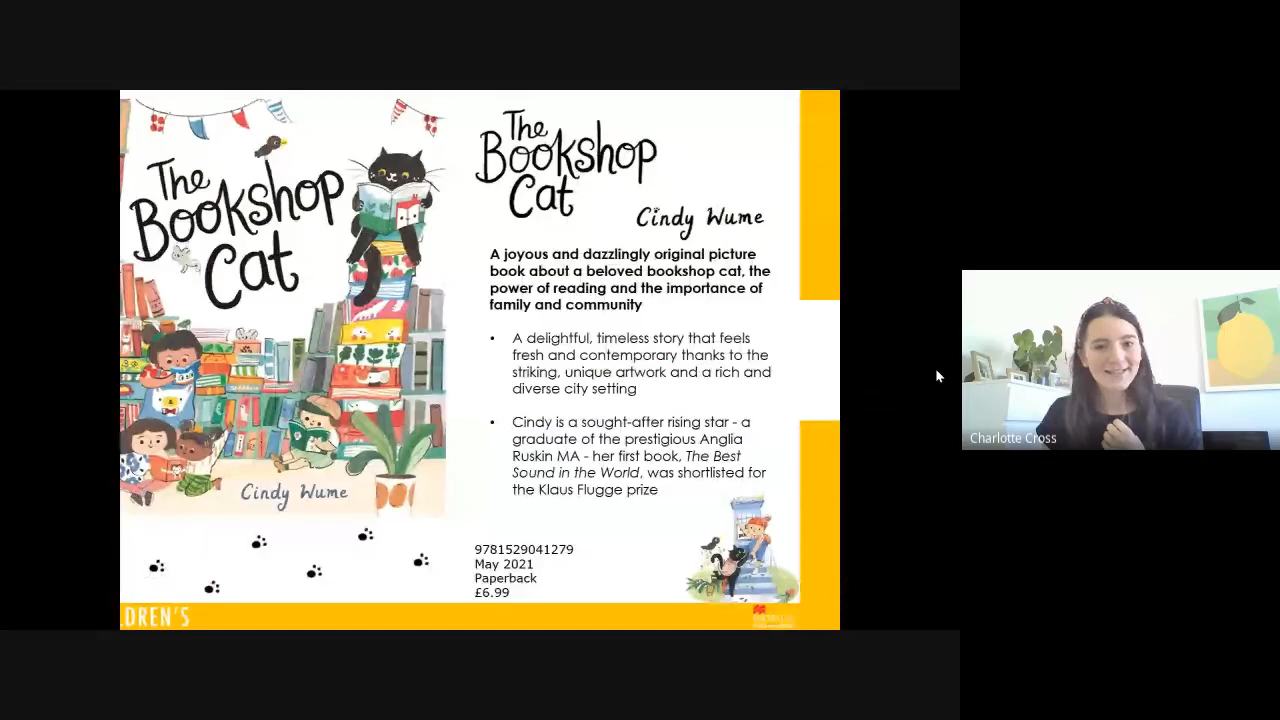 The
Bookshop
Cat
Cindy Wume
The
Bookshop
Cat
Cindy Wume
A joyous and dazzlingly original picture
book about a beloved bookshop cat, the
power of reading and the importance of
family and community
• A delightful, timeless story that feels
fresh and contemporary thanks to the
striking, unique artwork and a rich and
diverse city setting
• Cindy is a sought-after rising star - a
graduate of the prestigious Anglia
Ruskin MA - her first book, The Best
Sound in the World, was shortlisted for
the Klaus Flugge prize
9781529041279
May 2021
Paperback
£6.99
LDREN'S
Charlotte Cross